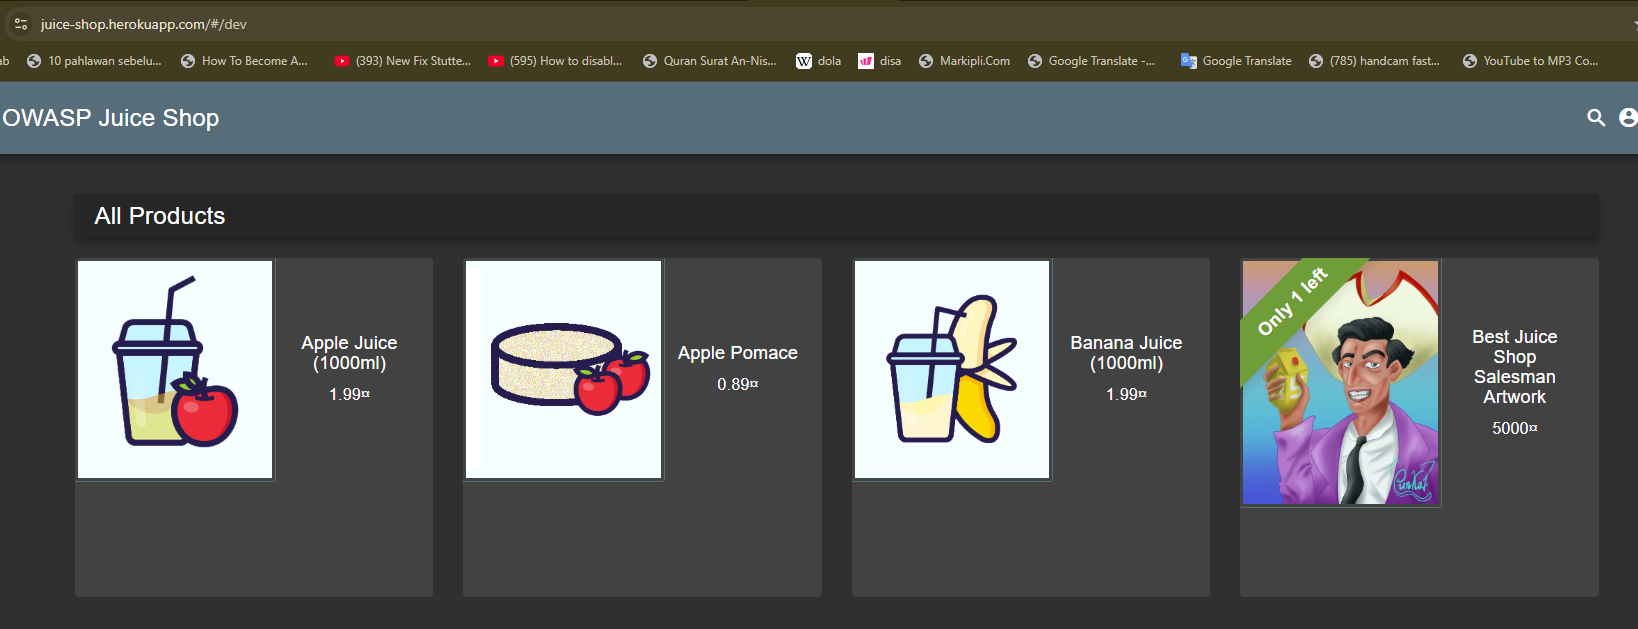 juice-shop.herokuapp.com/#/dev
ab 10 pahlawan sebelu... How To Become A... (393) New Fix Stutte... (595) How to disabl... Quran Surat An-Nis... dola disa Markipli.Com Google Translate -... Google Translate (785) handcam fast... YouTube to MP3 Co...
OWASP Juice Shop
All Products
Apple Juice
(1000ml)
1.99¤
Apple Pomace
0.89¤
Banana Juice
(1000ml)
1.99¤
Only 1 left
Best Juice
Shop
Salesman
Artwork
5000¤